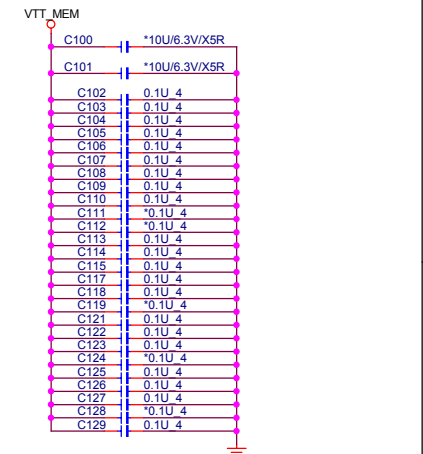 VTT_MEM
C100 *10U/6.3V/X5R
C101 *10U/6.3V/X5R
C102 0.1U_4
C103 0.1U_4
C104 0.1U_4
C105 0.1U_4
C106 0.1U_4
C107 0.1U_4
C108 0.1U_4
C109 0.1U_4
C110 0.1U_4
C111 *0.1U_4
C112 *0.1U_4
C113 0.1U_4
C114 0.1U_4
C115 0.1U_4
C117 0.1U_4
C118 0.1U_4
C119 *0.1U_4
C121 0.1U_4
C122 0.1U_4
C123 0.1U_4
C124 *0.1U_4
C125 0.1U_4
C126 0.1U_4
C127 0.1U_4
C128 *0.1U_4
C129 0.1U_4